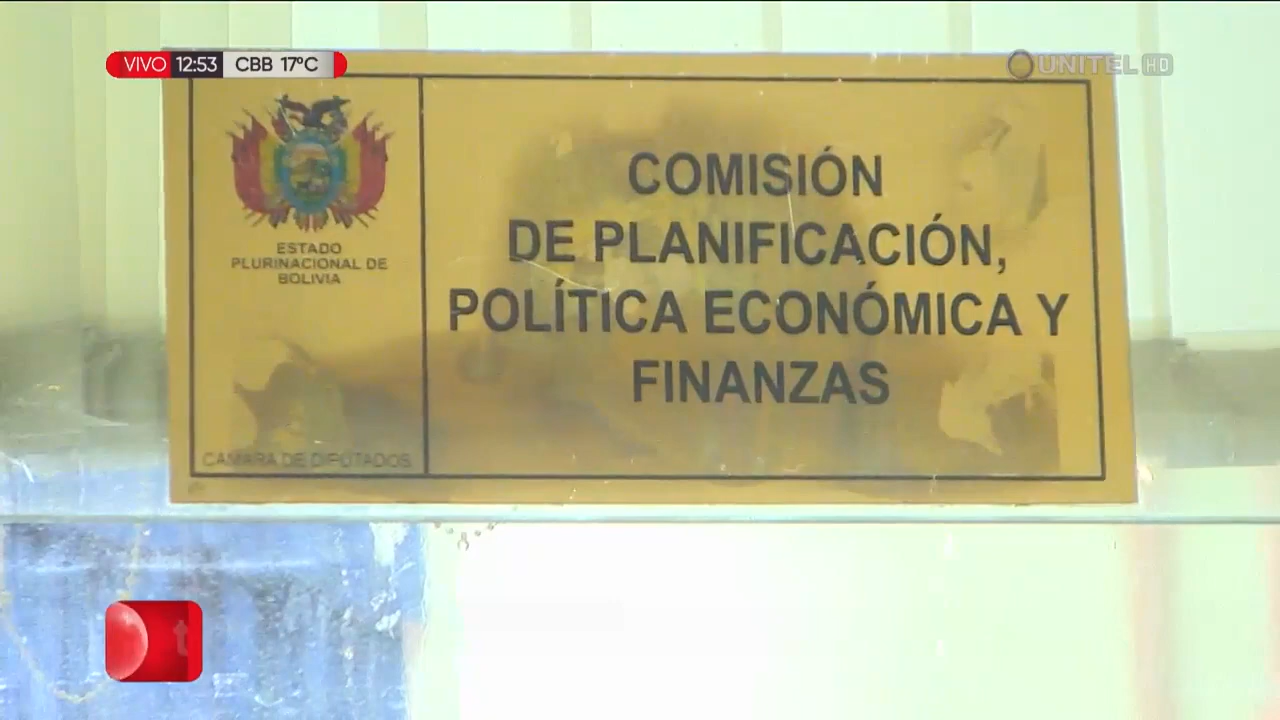 VIVO 12:53 CBB 17°C
UNITEL HD
ESTADO
PLURINACIONAL DE
BOLIVIA
CAMARA DE DIPUTADOS
COMISIÓN
DE PLANIFICACIÓN,
POLÍTICA ECONÓMICA Y
FINANZAS
t